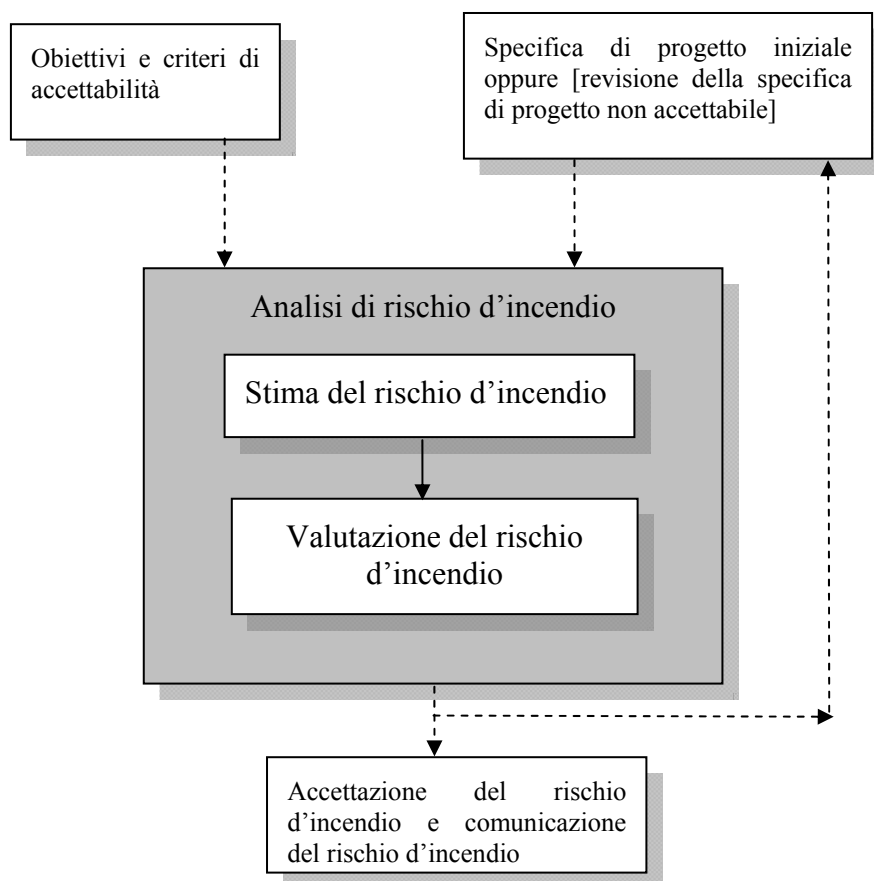 Obiettivi e criteri di
accettabilità
Specifica di progetto iniziale
oppure [revisione della specifica
di progetto non accettabile]
Analisi di rischio d’incendio
Stima del rischio d’incendio
Valutazione del rischio
d’incendio
Accettazione del rischio
d’incendio e comunicazione
del rischio d’incendio